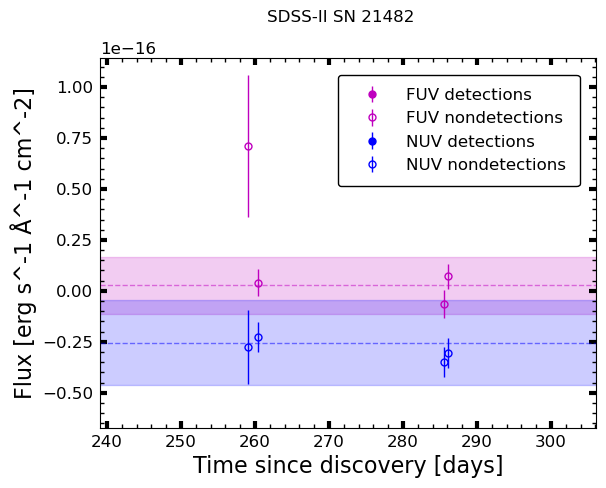 SDSS-II SN 21482
1e−16
FUV detections
FUV nondetections
NUV detections
NUV nondetections
1.00
0.75
0.50
0.25
0.00
−0.25
−0.50
Flux [erg s^-1 Å^-1 cm^-2]
240 250 260 270 280 290 300
Time since discovery [days]